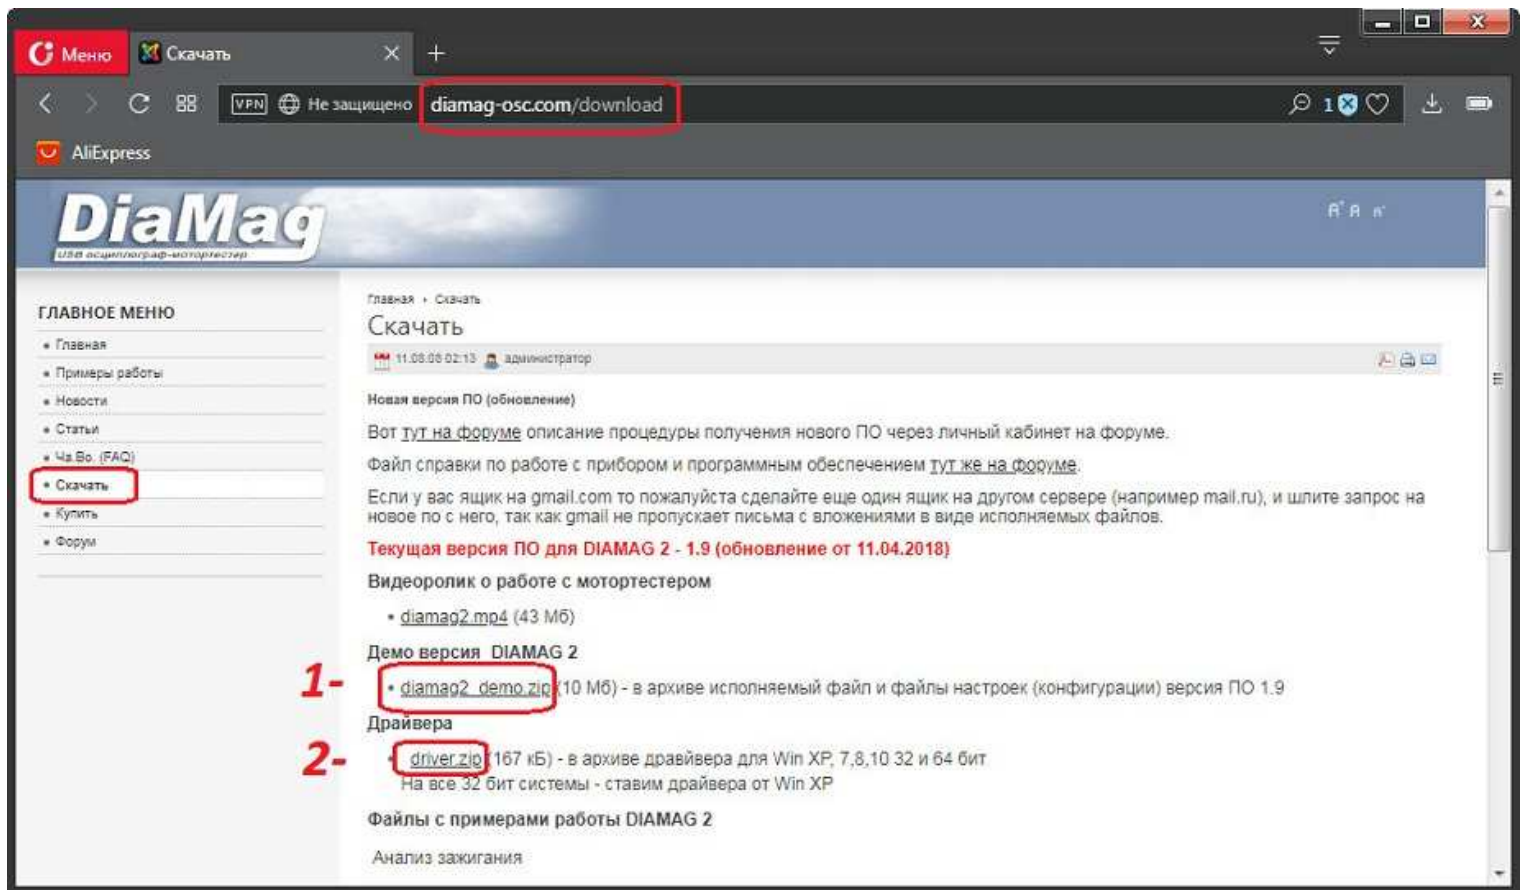 Меню
Скачать
VPN Не защищено diamag-osc.com/download
1
AliExpress
DiaMag
USB осциллограф-мотортестер
A+ A A-
ГЛАВНОЕ МЕНЮ
Главная
Примеры работы
Новости
Статьи
Ча.Во. (FAQ)
Скачать
Купить
Форум
Главная › Скачать
Скачать
11.08.08 02:13 администратор
Новая версия ПО (обновление)
Вот тут на форуме описание процедуры получения нового ПО через личный кабинет на форуме.
Файл справки по работе с прибором и программным обеспечением тут же на форуме.
Если у вас ящик на gmail.com то пожалуйста сделайте еще один ящик на другом сервере (например mail.ru), и шлите запрос на
новое по с него, так как gmail не пропускает письма с вложениями в виде исполняемых файлов.
Текущая версия ПО для DIAMAG 2 - 1.9 (обновление от 11.04.2018)
Видеоролик о работе с мотортестером
• diamag2.mp4 (43 Мб)
Демо версия DIAMAG 2
1- • diamag2_demo.zip (10 Мб) - в архиве исполняемый файл и файлы настроек (конфигурации) версия ПО 1.9
Драйвера
2- • driver.zip (167 кБ) - в архиве дравйвера для Win XP, 7,8,10 32 и 64 бит
На все 32 бит системы - ставим драйвера от Win XP
Файлы с примерами работы DIAMAG 2
Анализ зажигания